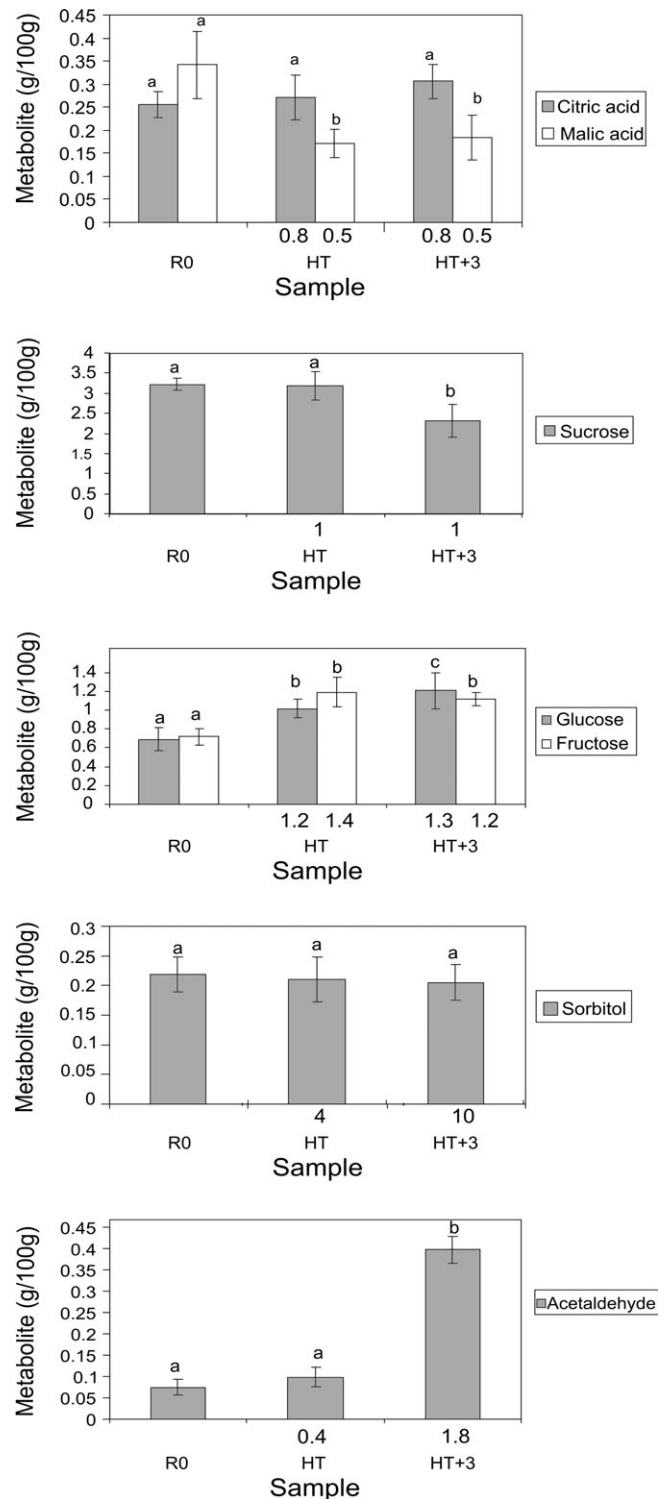 Metabolite (g/100g)
0.45
0.4
0.35
0.3
0.25
0.2
0.15
0.1
0.05
0
a a a b a b
0.8 0.5 0.8 0.5
R0 HT HT+3
Sample
Citric acid
Malic acid
Metabolite (g/100g)
4
3.5
3
2.5
2
1.5
1
0.5
0
a a b
1 1
R0 HT HT+3
Sample
Sucrose
Metabolite (g/100g)
1.4
1.2
1
0.8
0.6
0.4
0.2
0
a a b b c b
1.2 1.4 1.3 1.2
R0 HT HT+3
Sample
Glucose
Fructose
Metabolite (g/100g)
0.3
0.25
0.2
0.15
0.1
0.05
0
a a a
4 10
R0 HT HT+3
Sample
Sorbitol
Metabolite (g/100g)
0.45
0.4
0.35
0.3
0.25
0.2
0.15
0.1
0.05
0
a a b
0.4 1.8
R0 HT HT+3
Sample
Acetaldehyde